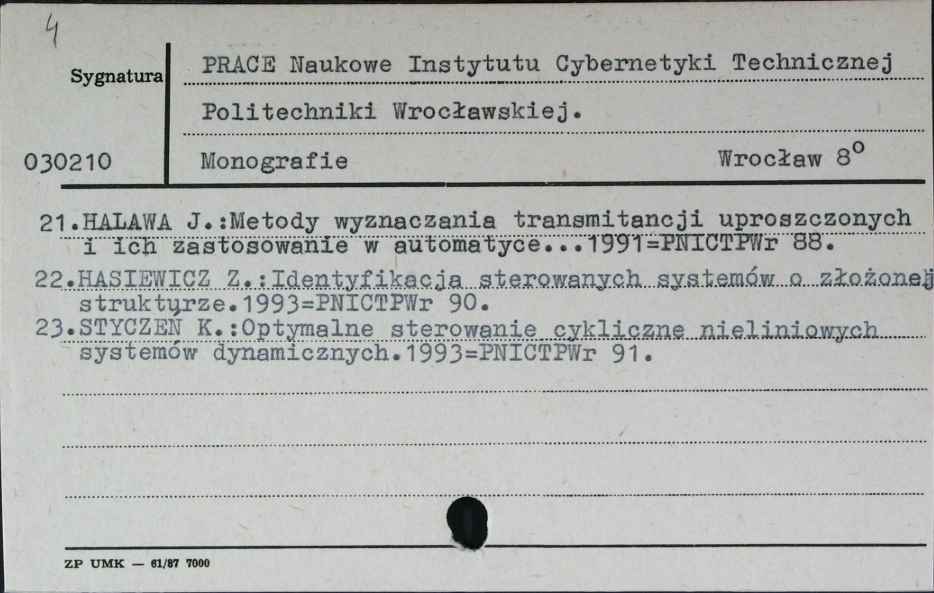 4
Sygnatura
PRACE Naukowe Instytutu Cybernetyki Technicznej
Politechniki Wrocławskiej.
030210
Monografie Wrocław 8°
21.HALAWA J.:Metody wyznaczania transmitancji uproszczonych
i ich zastosowanie w automatyce...1991=PNICTPWr 88.
22.HASIEWICZ Z.:Identyfikacja sterowanych systemów o złożonej
strukturze.1993=PNICTPWr 90.
23.STYCZEŃ K.:Optymalne sterowanie cykliczne nieliniowych
systemów dynamicznych.1993=PNICTPWr 91.
ZP UMK — 61/87 7000